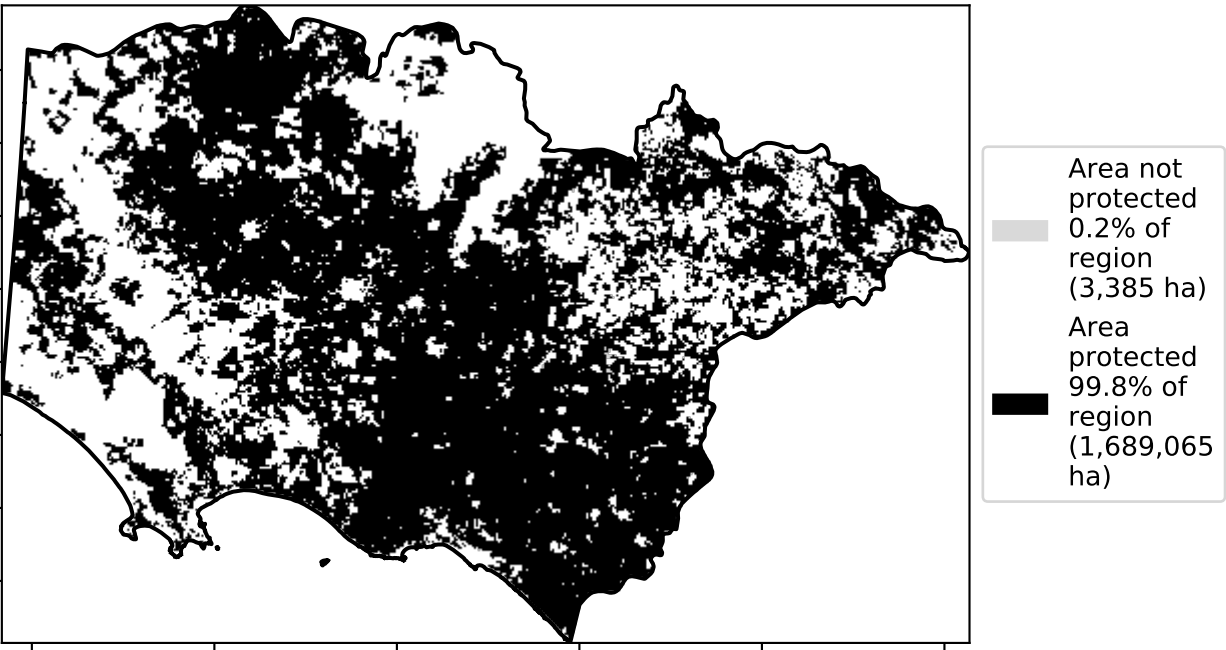 Area not
protected
0.2% of
region
(3,385 ha)
Area
protected
99.8% of
region
(1,689,065
ha)